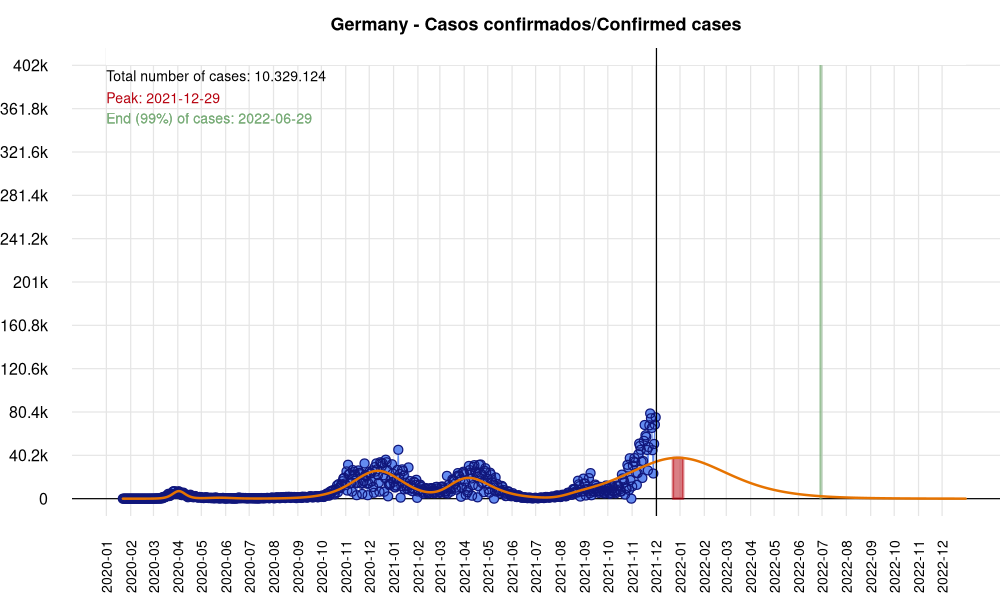 Germany - Casos confirmados/Confirmed cases
402k
Total number of cases: 10.329.124
Peak: 2021-12-29
361.8k
End (99%) of cases: 2022-06-29
321.6k
281.4k
241.2k
201k
160.8k
120.6k
80.4k
40.2k
0
2020-01
2020-02
2020-03
2020-04
2020-05
2020-06
2020-07
2020-08
2020-09
2020-10
2020-11
2020-12
2021-01
2021-02
2021-03
2021-04
2021-05
2021-06
2021-07
2021-08
2021-09
2021-10
2021-11
2021-12
2022-01
2022-02
2022-03
2022-04
2022-05
2022-06
2022-07
2022-08
2022-09
2022-10
2022-11
2022-12